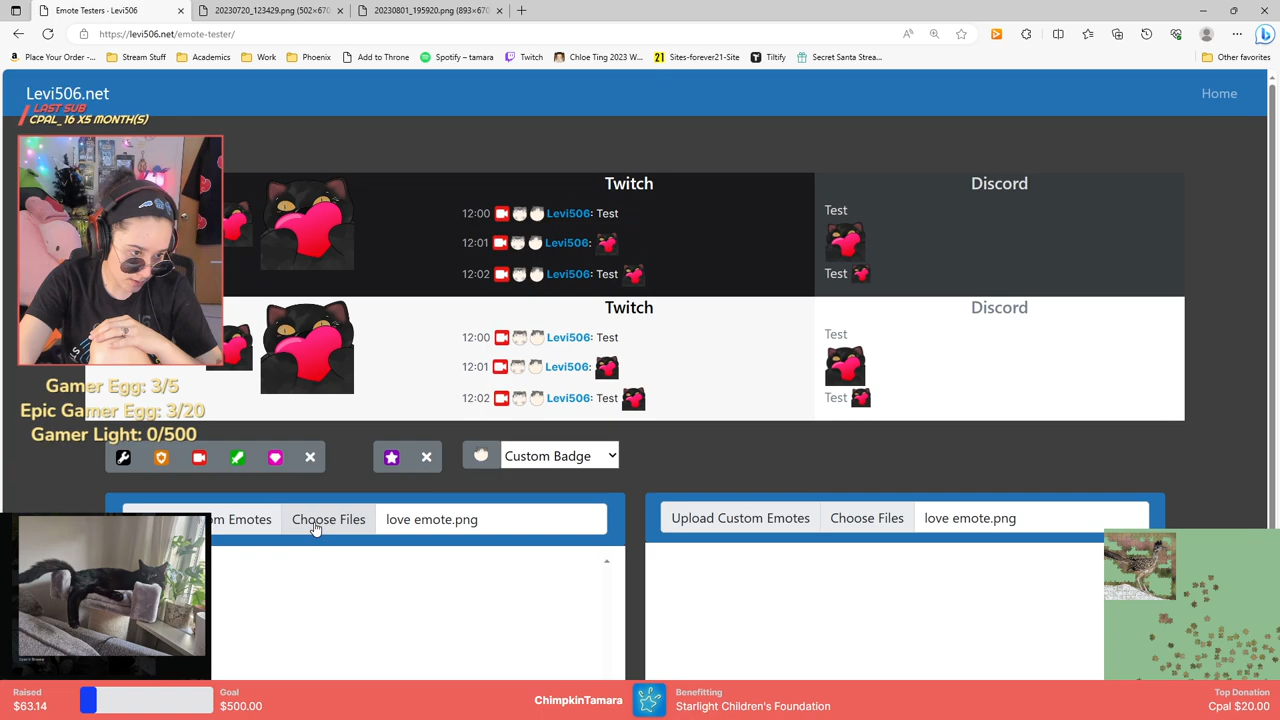 Emote Testers - Levi506
20230720_123429.png (502×670
20230801_195920.png (893×670
https://levi506.net/emote-tester/
Place Your Order -...
Stream Stuff
Academics
Work
Phoenix
Add to Throne
Spotify – tamara
Twitch
Chloe Ting 2023 W...
21 Sites-forever21-Site
Tiltify
Secret Santa Strea...
Other favorites
Levi506.net
Home
LAST SUB
CPAL_16 X5 MONTH(S)
Twitch
Discord
12:00 Levi506: Test
12:01 Levi506:
12:02 Levi506: Test
Test
Test
Twitch
Discord
12:00 Levi506: Test
12:01 Levi506:
12:02 Levi506: Test
Test
Test
Gamer Egg: 3/5
Epic Gamer Egg: 3/20
Gamer Light: 0/500
Custom Badge
om Emotes
Choose Files
love emote.png
Upload Custom Emotes
Choose Files
love emote.png
Raised
$63.14
Goal
$500.00
ChimpkinTamara
Benefitting
Starlight Children's Foundation
Top Donation
Cpal $20.00